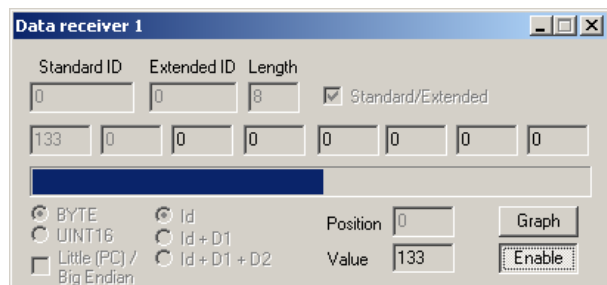 Data receiver 1
Standard ID Extended ID Length
0 0 8 Standard/Extended
133 0 0 0 0 0 0 0
BYTE Id Position 0 Graph
UINT16 Id + D1
Little (PC) / Id + D1 + D2 Value 133 Enable
Big Endian